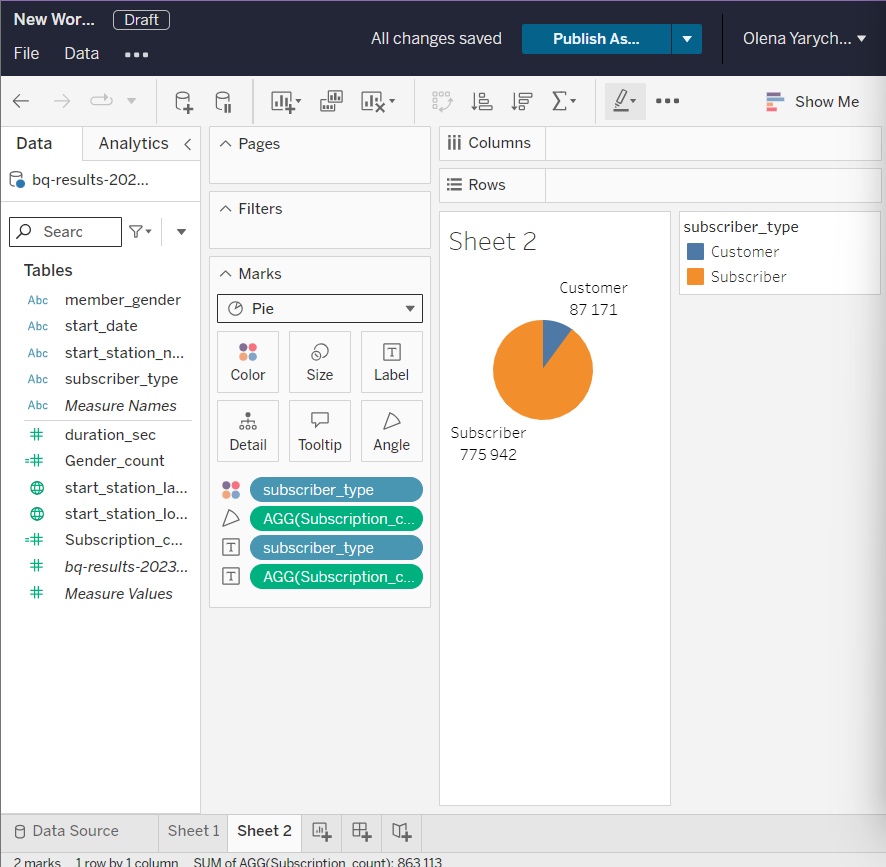 New Wor...
Draft
File
Data
All changes saved
Publish As...
Olena Yarych...
Show Me
Data
Analytics
bq-results-202...
Searc
Tables
Abc member_gender
Abc start_date
Abc start_station_n...
Abc subscriber_type
Abc Measure Names
duration_sec
Gender_count
start_station_la...
start_station_lo...
Subscription_c...
bq-results-2023...
Measure Values
Pages
Filters
Marks
Pie
Color
Size
Label
Detail
Tooltip
Angle
subscriber_type
AGG(Subscription_c...
subscriber_type
AGG(Subscription_c...
Columns
Rows
Sheet 2
Customer
87 171
Subscriber
775 942
subscriber_type
Customer
Subscriber
Data Source
Sheet 1
Sheet 2
2 marks 1 row by 1 column SUM of AGG(Subscription_count): 863 113